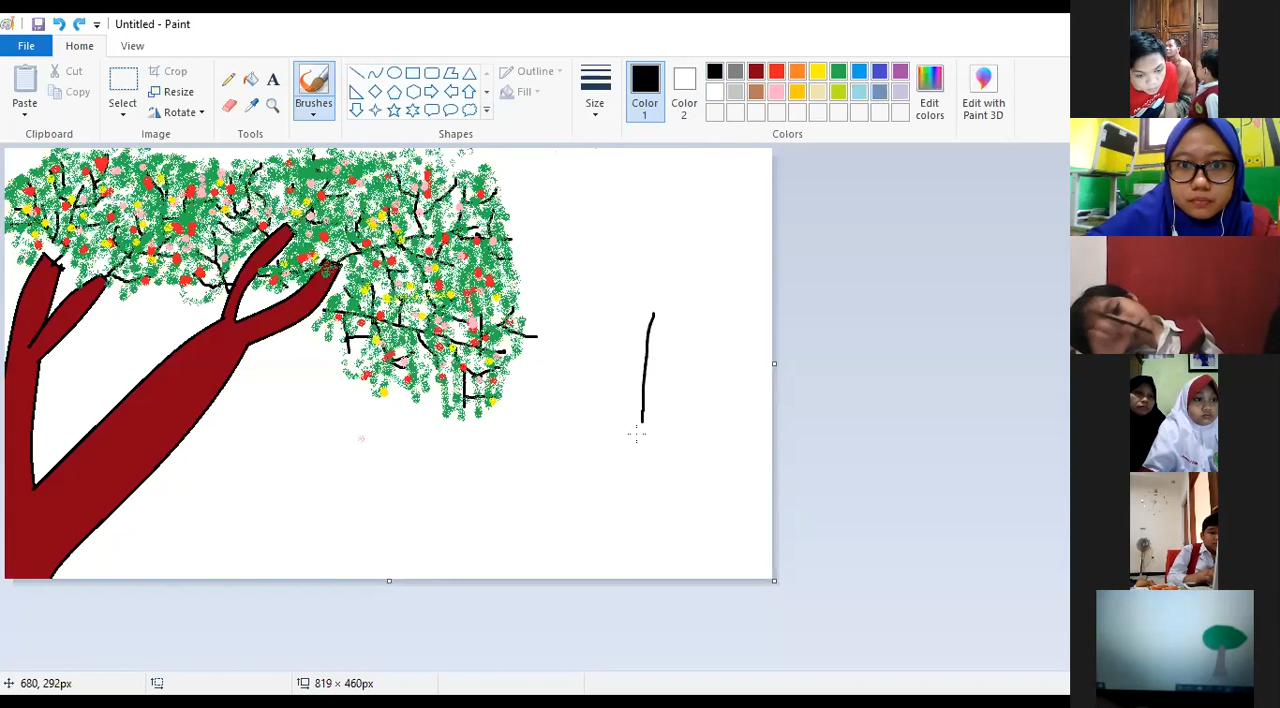 Untitled - Paint
File Home View
Paste
Cut
Copy
Clipboard
Select
Crop
Resize
Rotate
Image
Tools
Brushes
Shapes
Outline
Fill
Size
Color 1
Color 2
Edit colors
Colors
Edit with Paint 3D
680, 292px
819 × 460px